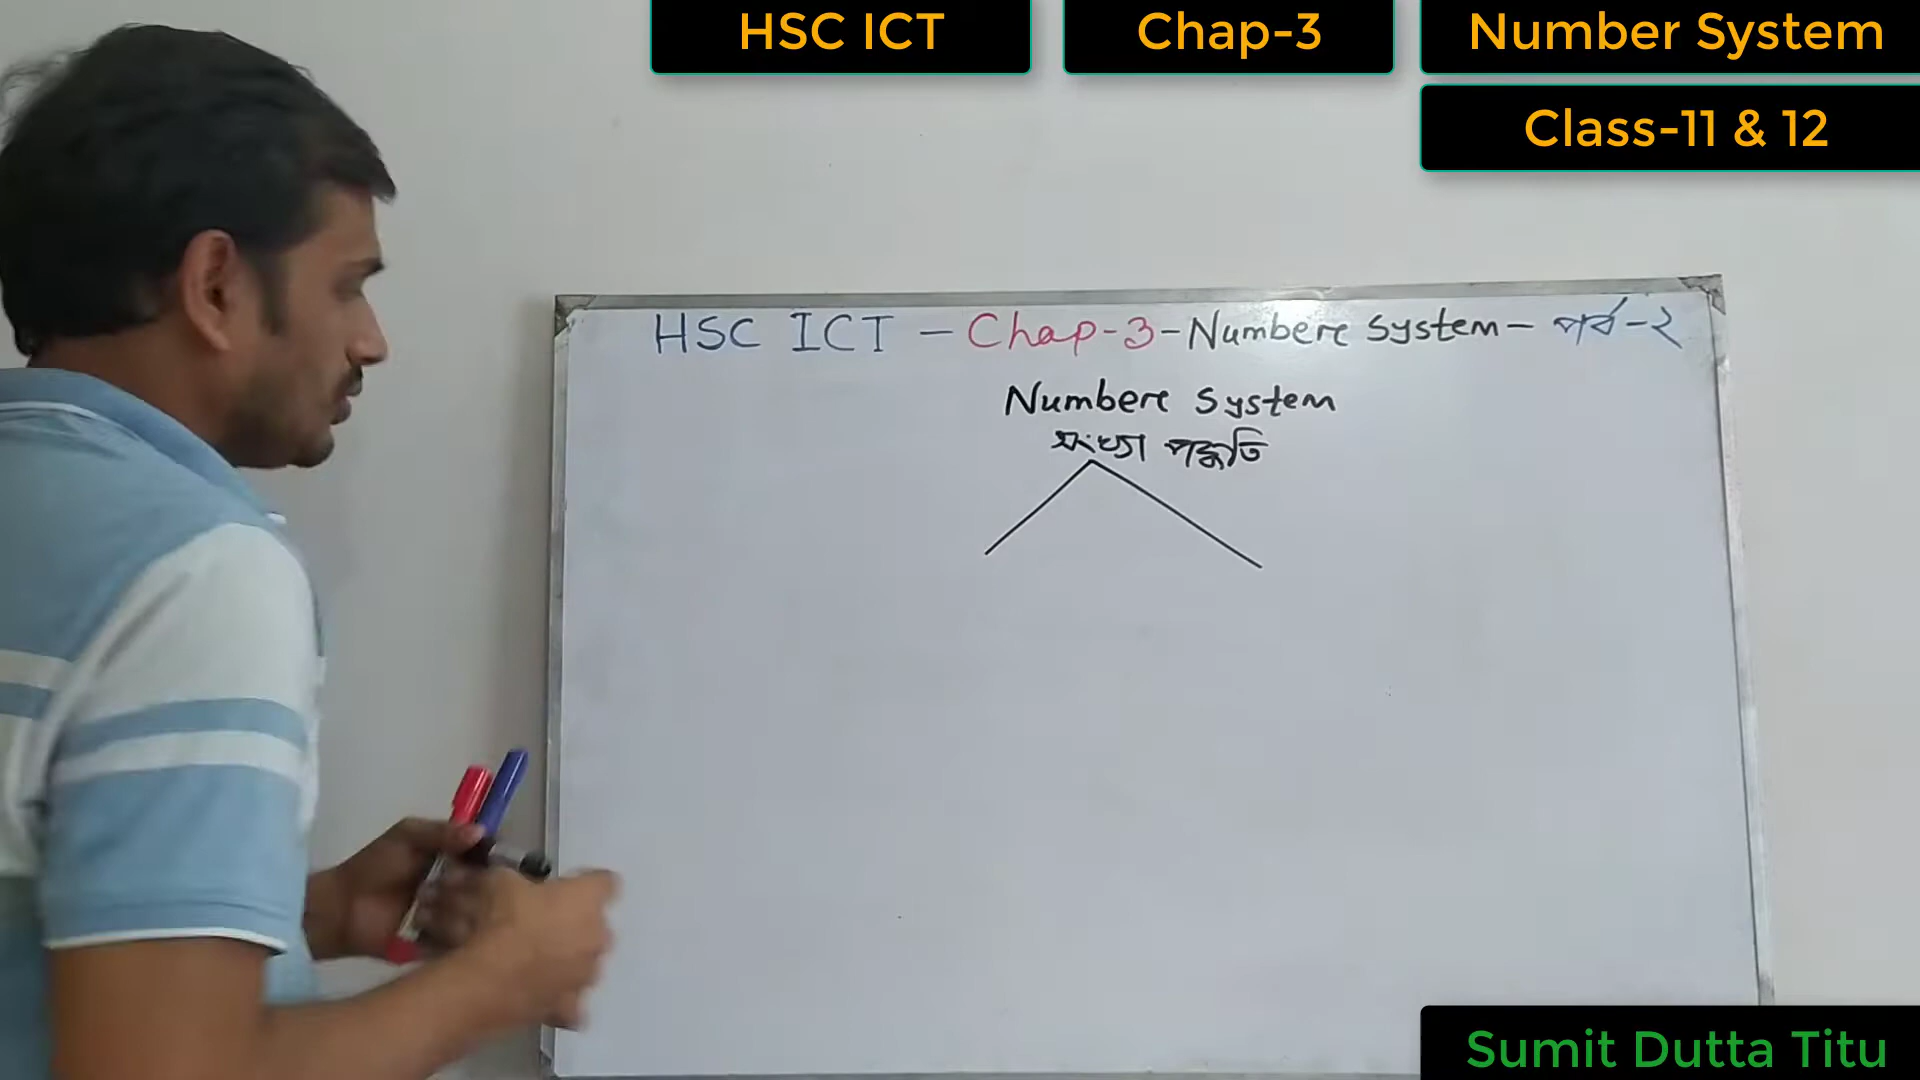 HSC ICT
Chap-3
Number System
Class-11 & 12
HSC ICT - Chap-3-Numbere System- পর্ব-২
Numbere System
সংখ্যা পদ্ধতি
Sumit Dutta Titu